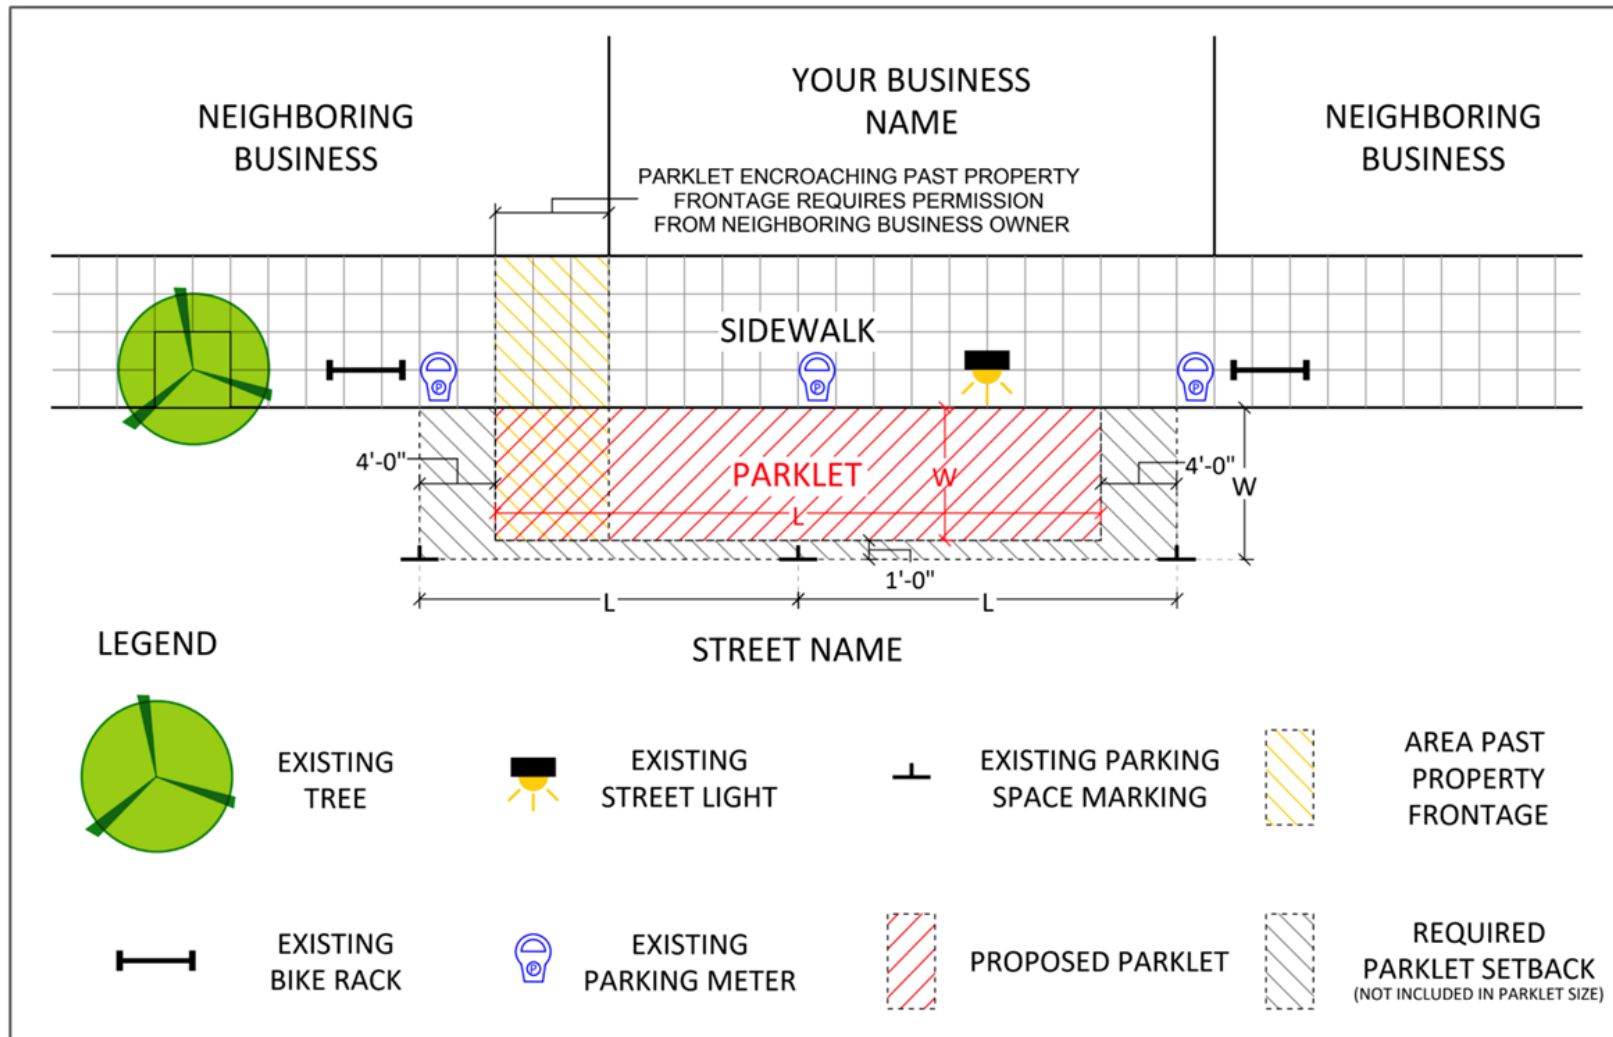 NEIGHBORING
BUSINESS
YOUR BUSINESS
NAME
NEIGHBORING
BUSINESS
PARKLET ENCROACHING PAST PROPERTY
FRONTAGE REQUIRES PERMISSION
FROM NEIGHBORING BUSINESS OWNER
SIDEWALK
P
P
P
4'-0"
PARKLET
W
4'-0"
W
L
1'-0"
L
L
LEGEND
STREET NAME
EXISTING
TREE
EXISTING
STREET LIGHT
EXISTING PARKING
SPACE MARKING
AREA PAST
PROPERTY
FRONTAGE
EXISTING
BIKE RACK
P
EXISTING
PARKING METER
PROPOSED PARKLET
REQUIRED
PARKLET SETBACK
(NOT INCLUDED IN PARKLET SIZE)